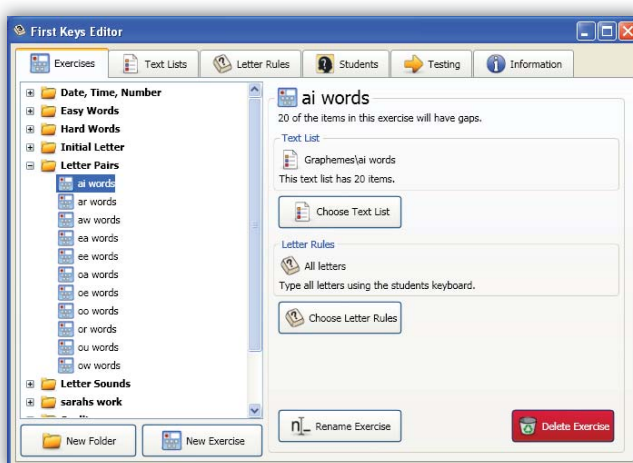 First Keys Editor
Exercises
Text Lists
Letter Rules
Students
Testing
Information
Date, Time, Number
Easy Words
Hard Words
Initial Letter
Letter Pairs
ai words
ar words
aw words
ea words
ee words
oa words
oe words
oo words
or words
ou words
ow words
Letter Sounds
sarahs work
New Folder
New Exercise
ai words
20 of the items in this exercise will have gaps.
Text List
Graphemes\ai words
This text list has 20 items.
Choose Text List
Letter Rules
All letters
Type all letters using the students keyboard.
Choose Letter Rules
Rename Exercise
Delete Exercise